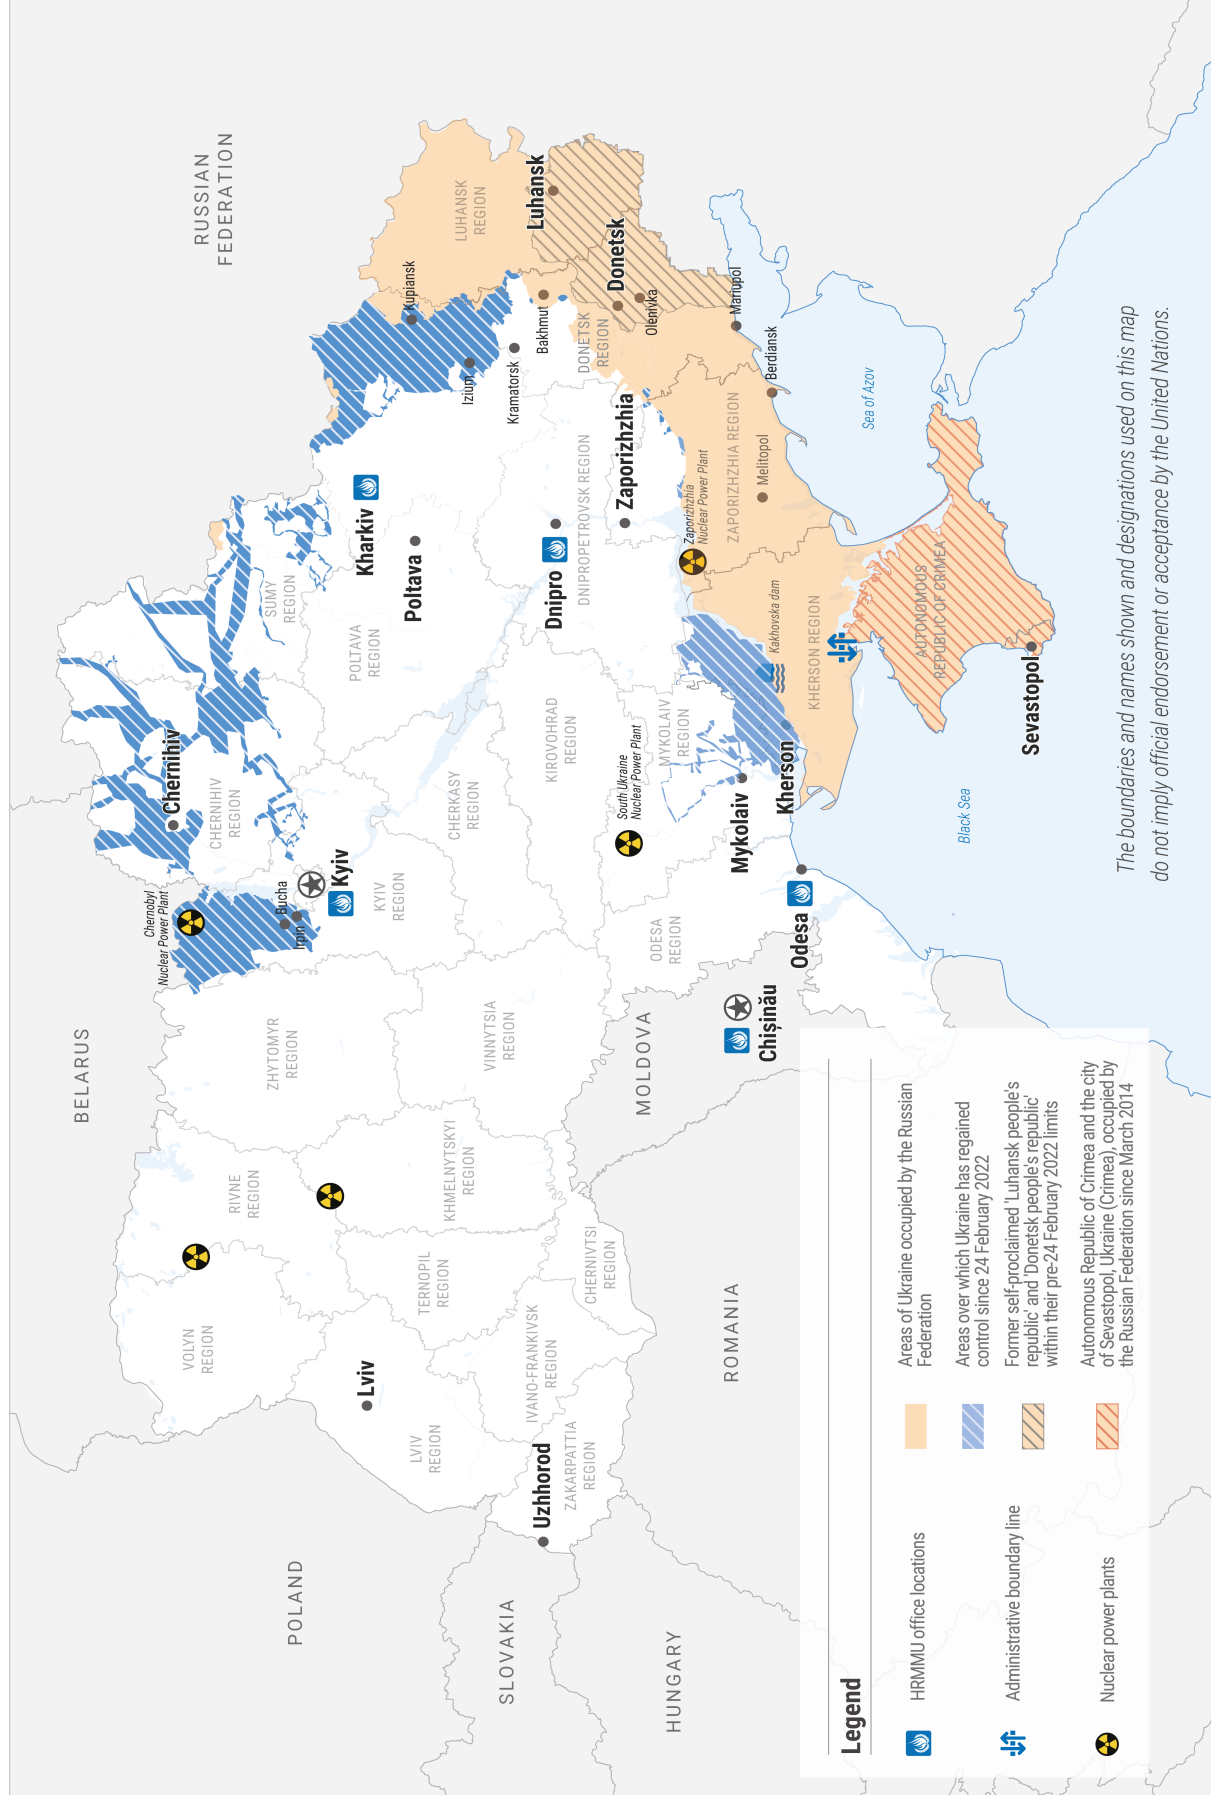 RUSSIAN
FEDERATION
BELARUS
POLAND
SLOVAKIA
HUNGARY
ROMANIA
MOLDOVA
VOLYN
REGION
RIVNE
REGION
ZHYTOMYR
REGION
Chernobyl
Nuclear Power Plant
Bucha
Irpin
Kyiv
KYIV
REGION
Chernihiv
CHERNIHIV
REGION
SUMY
REGION
Kharkiv
Poltava
POLTAVA
REGION
Kupiansk
Izium
LUHANSK
REGION
Luhansk
Lviv
LVIV
REGION
TERNOPIL
REGION
KHMELNYTSKYI
REGION
VINNYTSIA
REGION
CHERKASY
REGION
KIROVOHRAD
REGION
Dnipro
DNIPROPETROVSK REGION
Kramatorsk
Bakhmut
DONETSK
REGION
Donetsk
Olenivka
Uzhhorod
ZAKARPATTIA
REGION
IVANO-FRANKIVSK
REGION
CHERNIVTSI
REGION
ODESA
REGION
South Ukraine
Nuclear Power Plant
MYKOLAIV
REGION
Zaporizhzhia
Zaporizhzhia
Nuclear Power Plant
ZAPORIZHZHIA REGION
Melitopol
Berdiansk
Mariupol
Chișinău
Odesa
Mykolaiv
Kherson
Kakhovska dam
KHERSON REGION
Sea of Azov
AUTONOMOUS
REPUBLIC OF CRIMEA
Sevastopol
Black Sea
Legend
HRMMU office locations
Administrative boundary line
Nuclear power plants
Areas of Ukraine occupied by the Russian
Federation
Areas over which Ukraine has regained
control since 24 February 2022
Former self-proclaimed 'Luhansk people's
republic' and 'Donetsk people's republic'
within their pre-24 February 2022 limits
Autonomous Republic of Crimea and the city
of Sevastopol, Ukraine (Crimea), occupied by
the Russian Federation since March 2014
The boundaries and names shown and designations used on this map
do not imply official endorsement or acceptance by the United Nations.